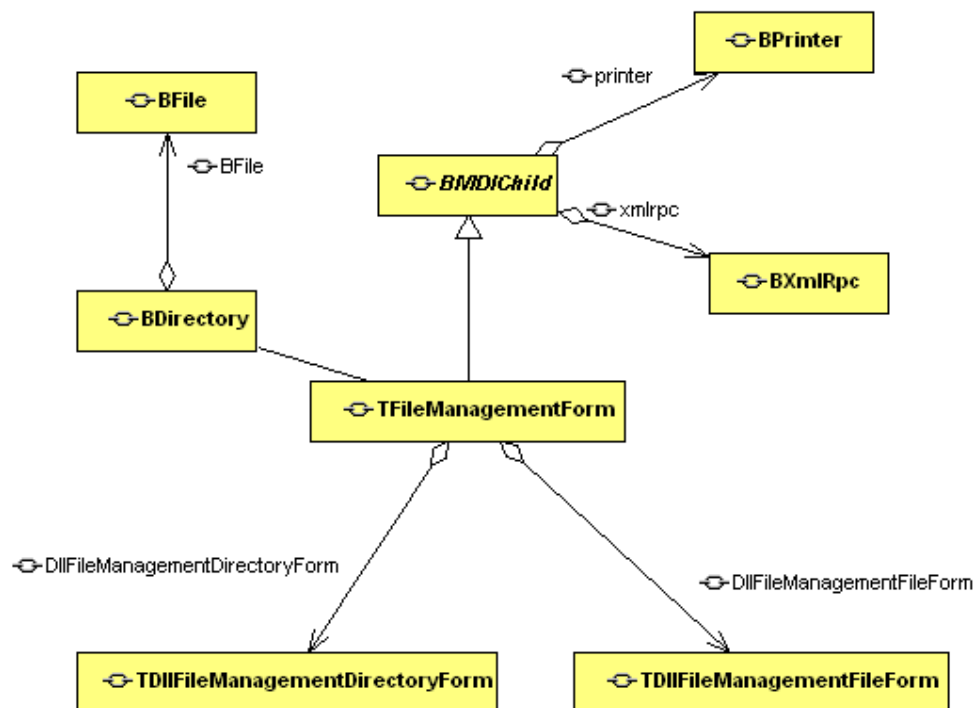 BPrinter
printer
BFile
BFile
BMDIChild
xmlrpc
BXmlRpc
BDirectory
TFileManagementForm
DllFileManagementDirectoryForm
DllFileManagementFileForm
TDllFileManagementDirectoryForm
TDllFileManagementFileForm